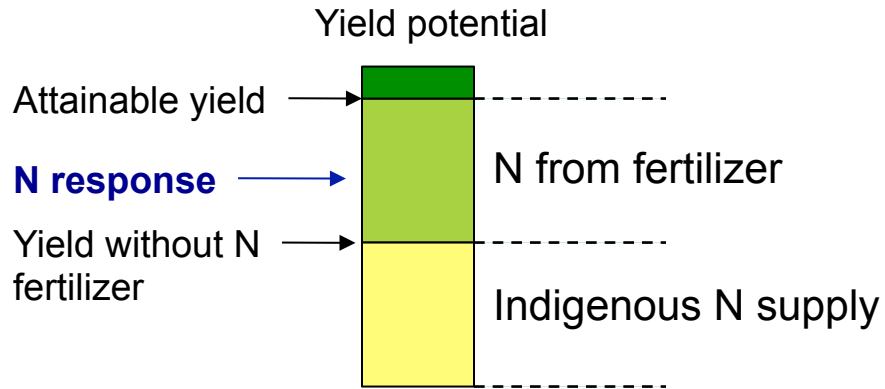 Yield potential
Attainable yield
N response
N from fertilizer
Yield without N
fertilizer
Indigenous N supply